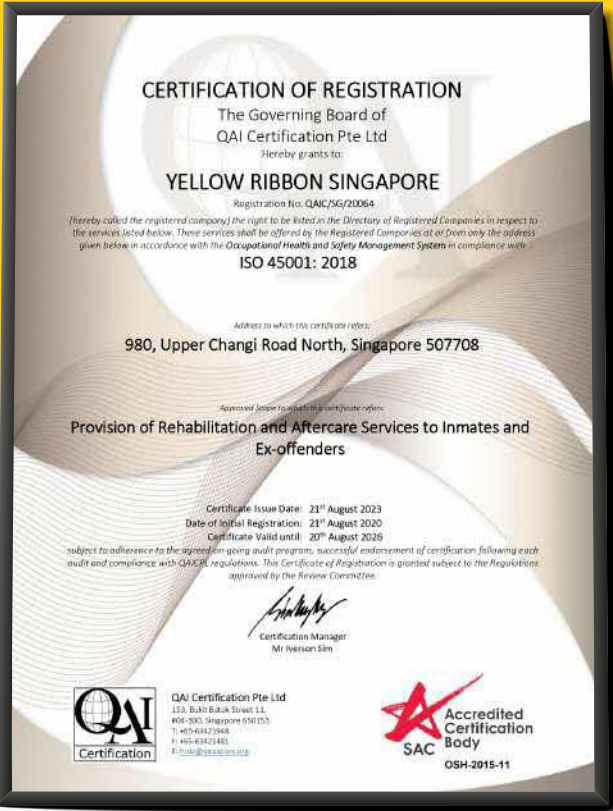 CERTIFICATION OF REGISTRATION
The Governing Board of
QAI Certification Pte Ltd
Hereby grants to:
YELLOW RIBBON SINGAPORE
Registration No. QAIC/SG/20064
(hereby called the registered company) the right to be listed in the Directory of Registered Companies in respect to
the services listed below. These services shall be offered by the Registered Companies at or from only the address
given below in accordance with the Occupational Health and Safety Management System in compliance with :
ISO 45001: 2018
Address to which this certificate refers:
980, Upper Changi Road North, Singapore 507708
Approved Scope to which this certificate refers:
Provision of Rehabilitation and Aftercare Services to Inmates and
Ex-offenders
Certificate Issue Date: 21st August 2023
Date of Initial Registration: 21st August 2020
Certificate Valid until: 20th August 2026
subject to adherence to the agreed on-going audit program, successful endorsement of certification following each
audit and compliance with QAICPL regulations. This Certificate of Registration is granted subject to the Regulations
approved by the Review Committee.
Certification Manager
Mr Iverson Sim
QAI
Certification
QAI Certification Pte Ltd
153, Bukit Batok Street 11,
#04-300, Singapore 650153
T: +65-63421948
F: +65-63421481
SAC
Accredited
Certification
Body
OSH-2015-11